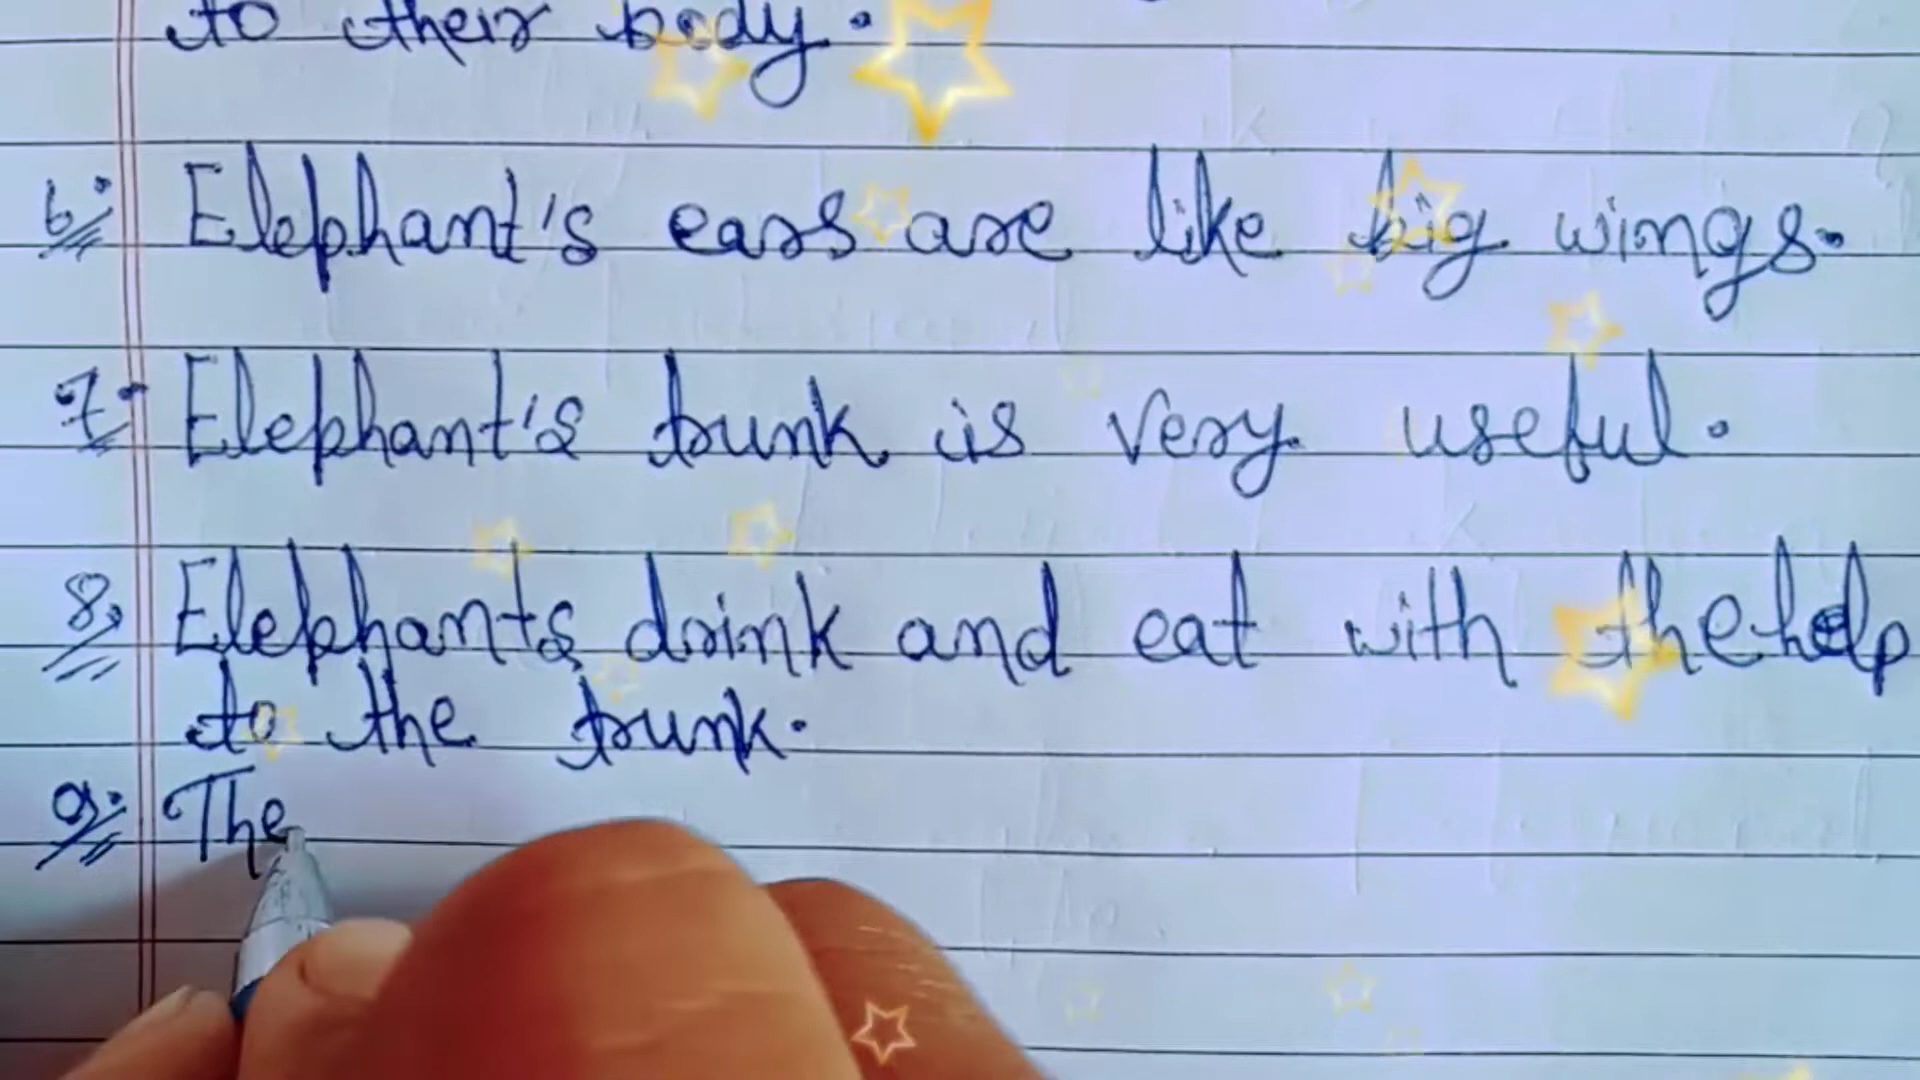 to their body.
6. Elephant's ears are like big wings.
7. Elephant's trunk is very useful.
8. Elephants drink and eat with the help
to the trunk.
9. The